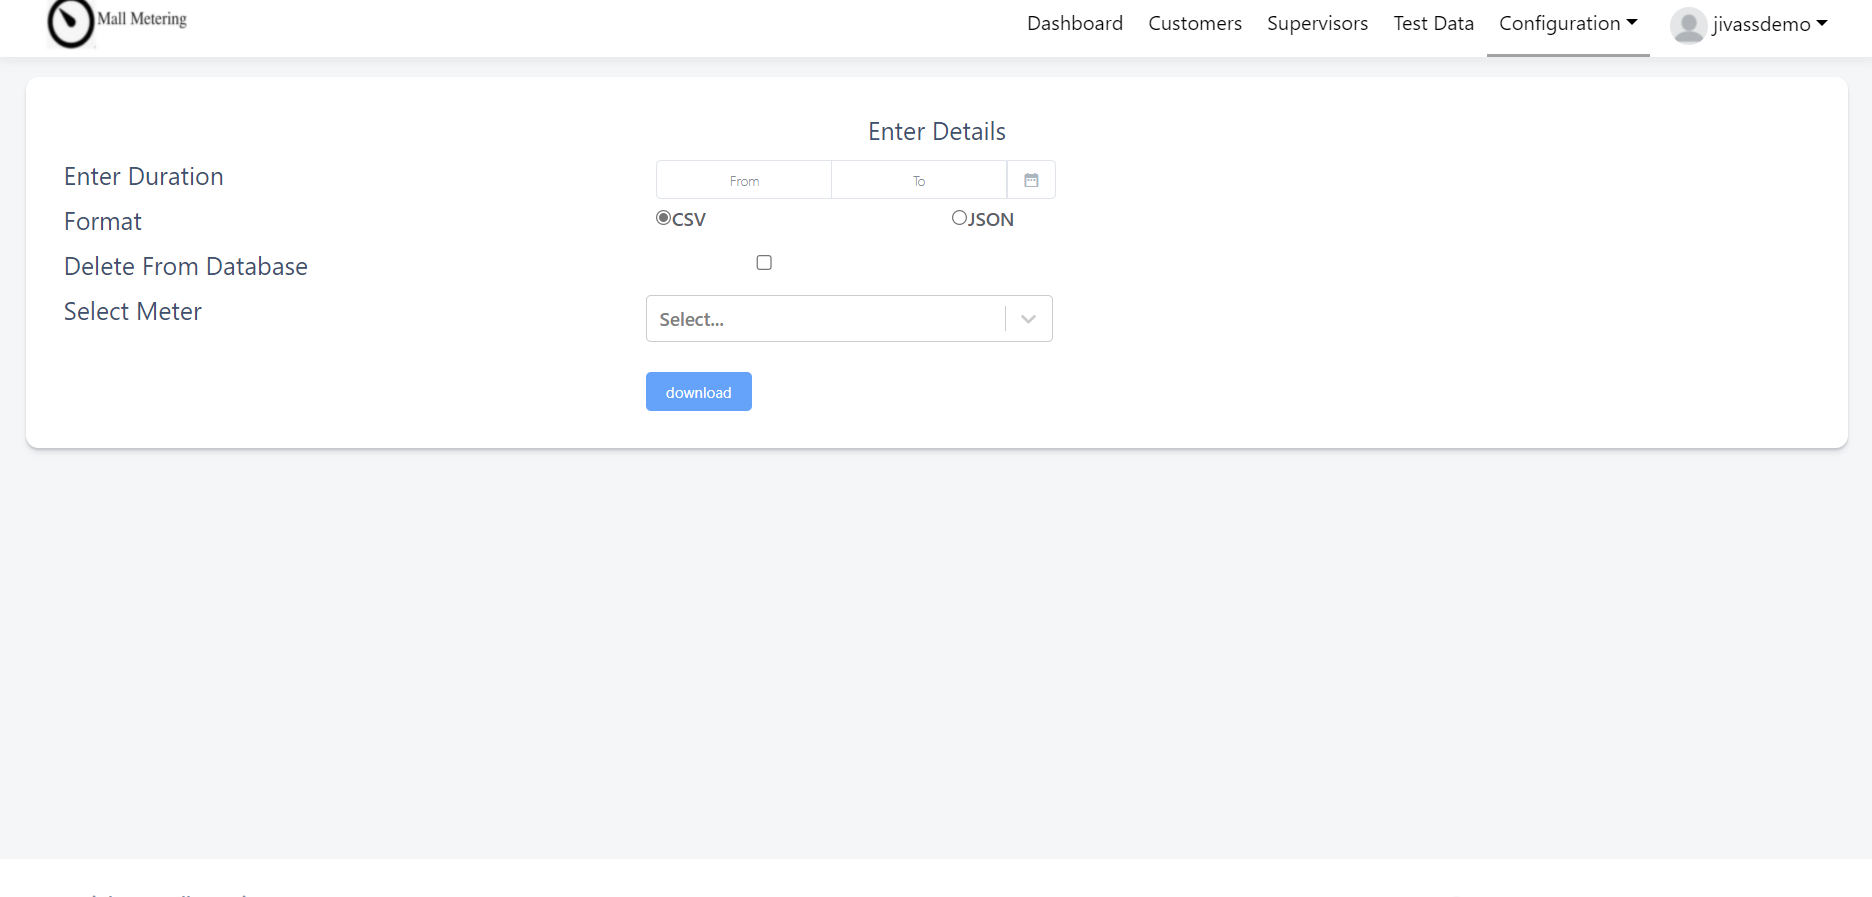 Mall Metering
Dashboard Customers Supervisors Test Data Configuration jivassdemo
Enter Details
Enter Duration From To
Format CSV JSON
Delete From Database
Select Meter Select...
download